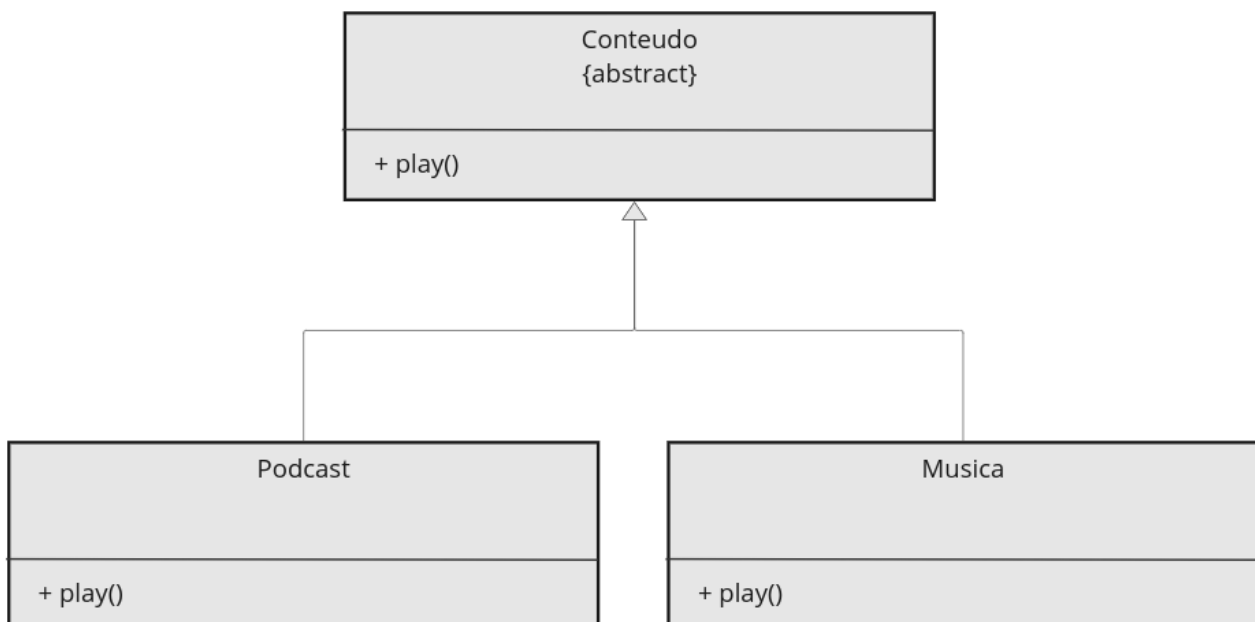 Conteudo
{abstract}
+ play()
Podcast
Musica
+ play()
+ play()